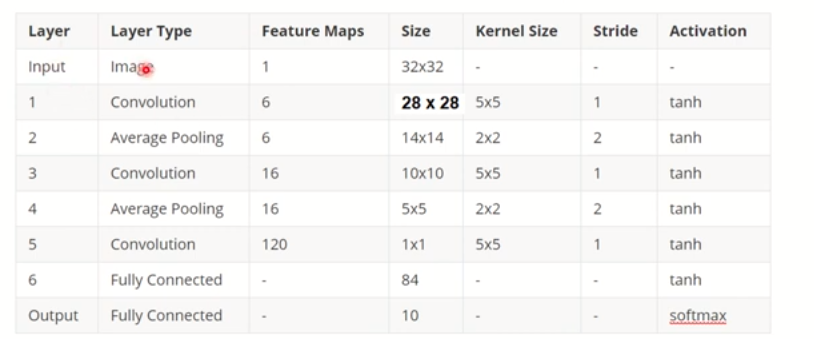 Layer Layer Type Feature Maps Size Kernel Size Stride Activation
Input Image 1 32x32 - - -
1 Convolution 6 28 x 28 5x5 1 tanh
2 Average Pooling 6 14x14 2x2 2 tanh
3 Convolution 16 10x10 5x5 1 tanh
4 Average Pooling 16 5x5 2x2 2 tanh
5 Convolution 120 1x1 5x5 1 tanh
6 Fully Connected - 84 - - tanh
Output Fully Connected - 10 - - softmax